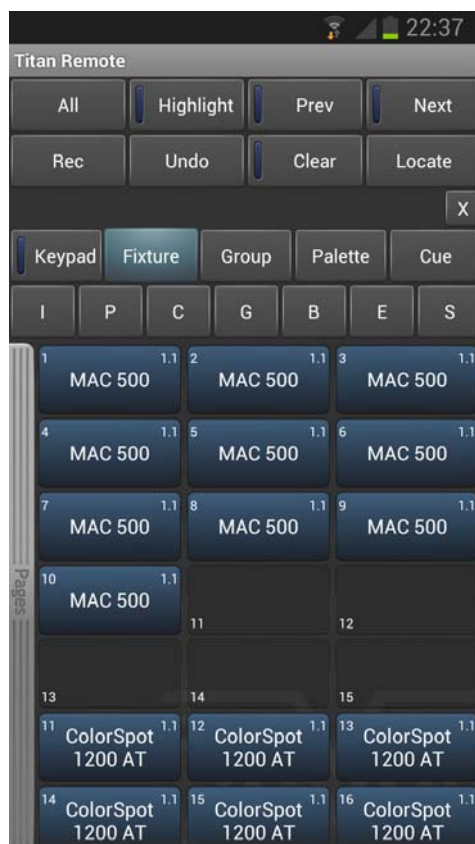 22:37
Titan Remote
All Highlight Prev Next
Rec Undo Clear Locate
X
Keypad Fixture Group Palette Cue
I P C G B E S
1 1.1 2 1.1 3 1.1
MAC 500 MAC 500 MAC 500
4 1.1 5 1.1 6 1.1
MAC 500 MAC 500 MAC 500
7 1.1 8 1.1 9 1.1
MAC 500 MAC 500 MAC 500
Pages
10 1.1
MAC 500
11 12
13 14 15
11 1.1 12 1.1 13 1.1
ColorSpot ColorSpot ColorSpot
1200 AT 1200 AT 1200 AT
14 1.1 15 1.1 16 1.1
ColorSpot ColorSpot ColorSpot
1200 AT 1200 AT 1200 AT